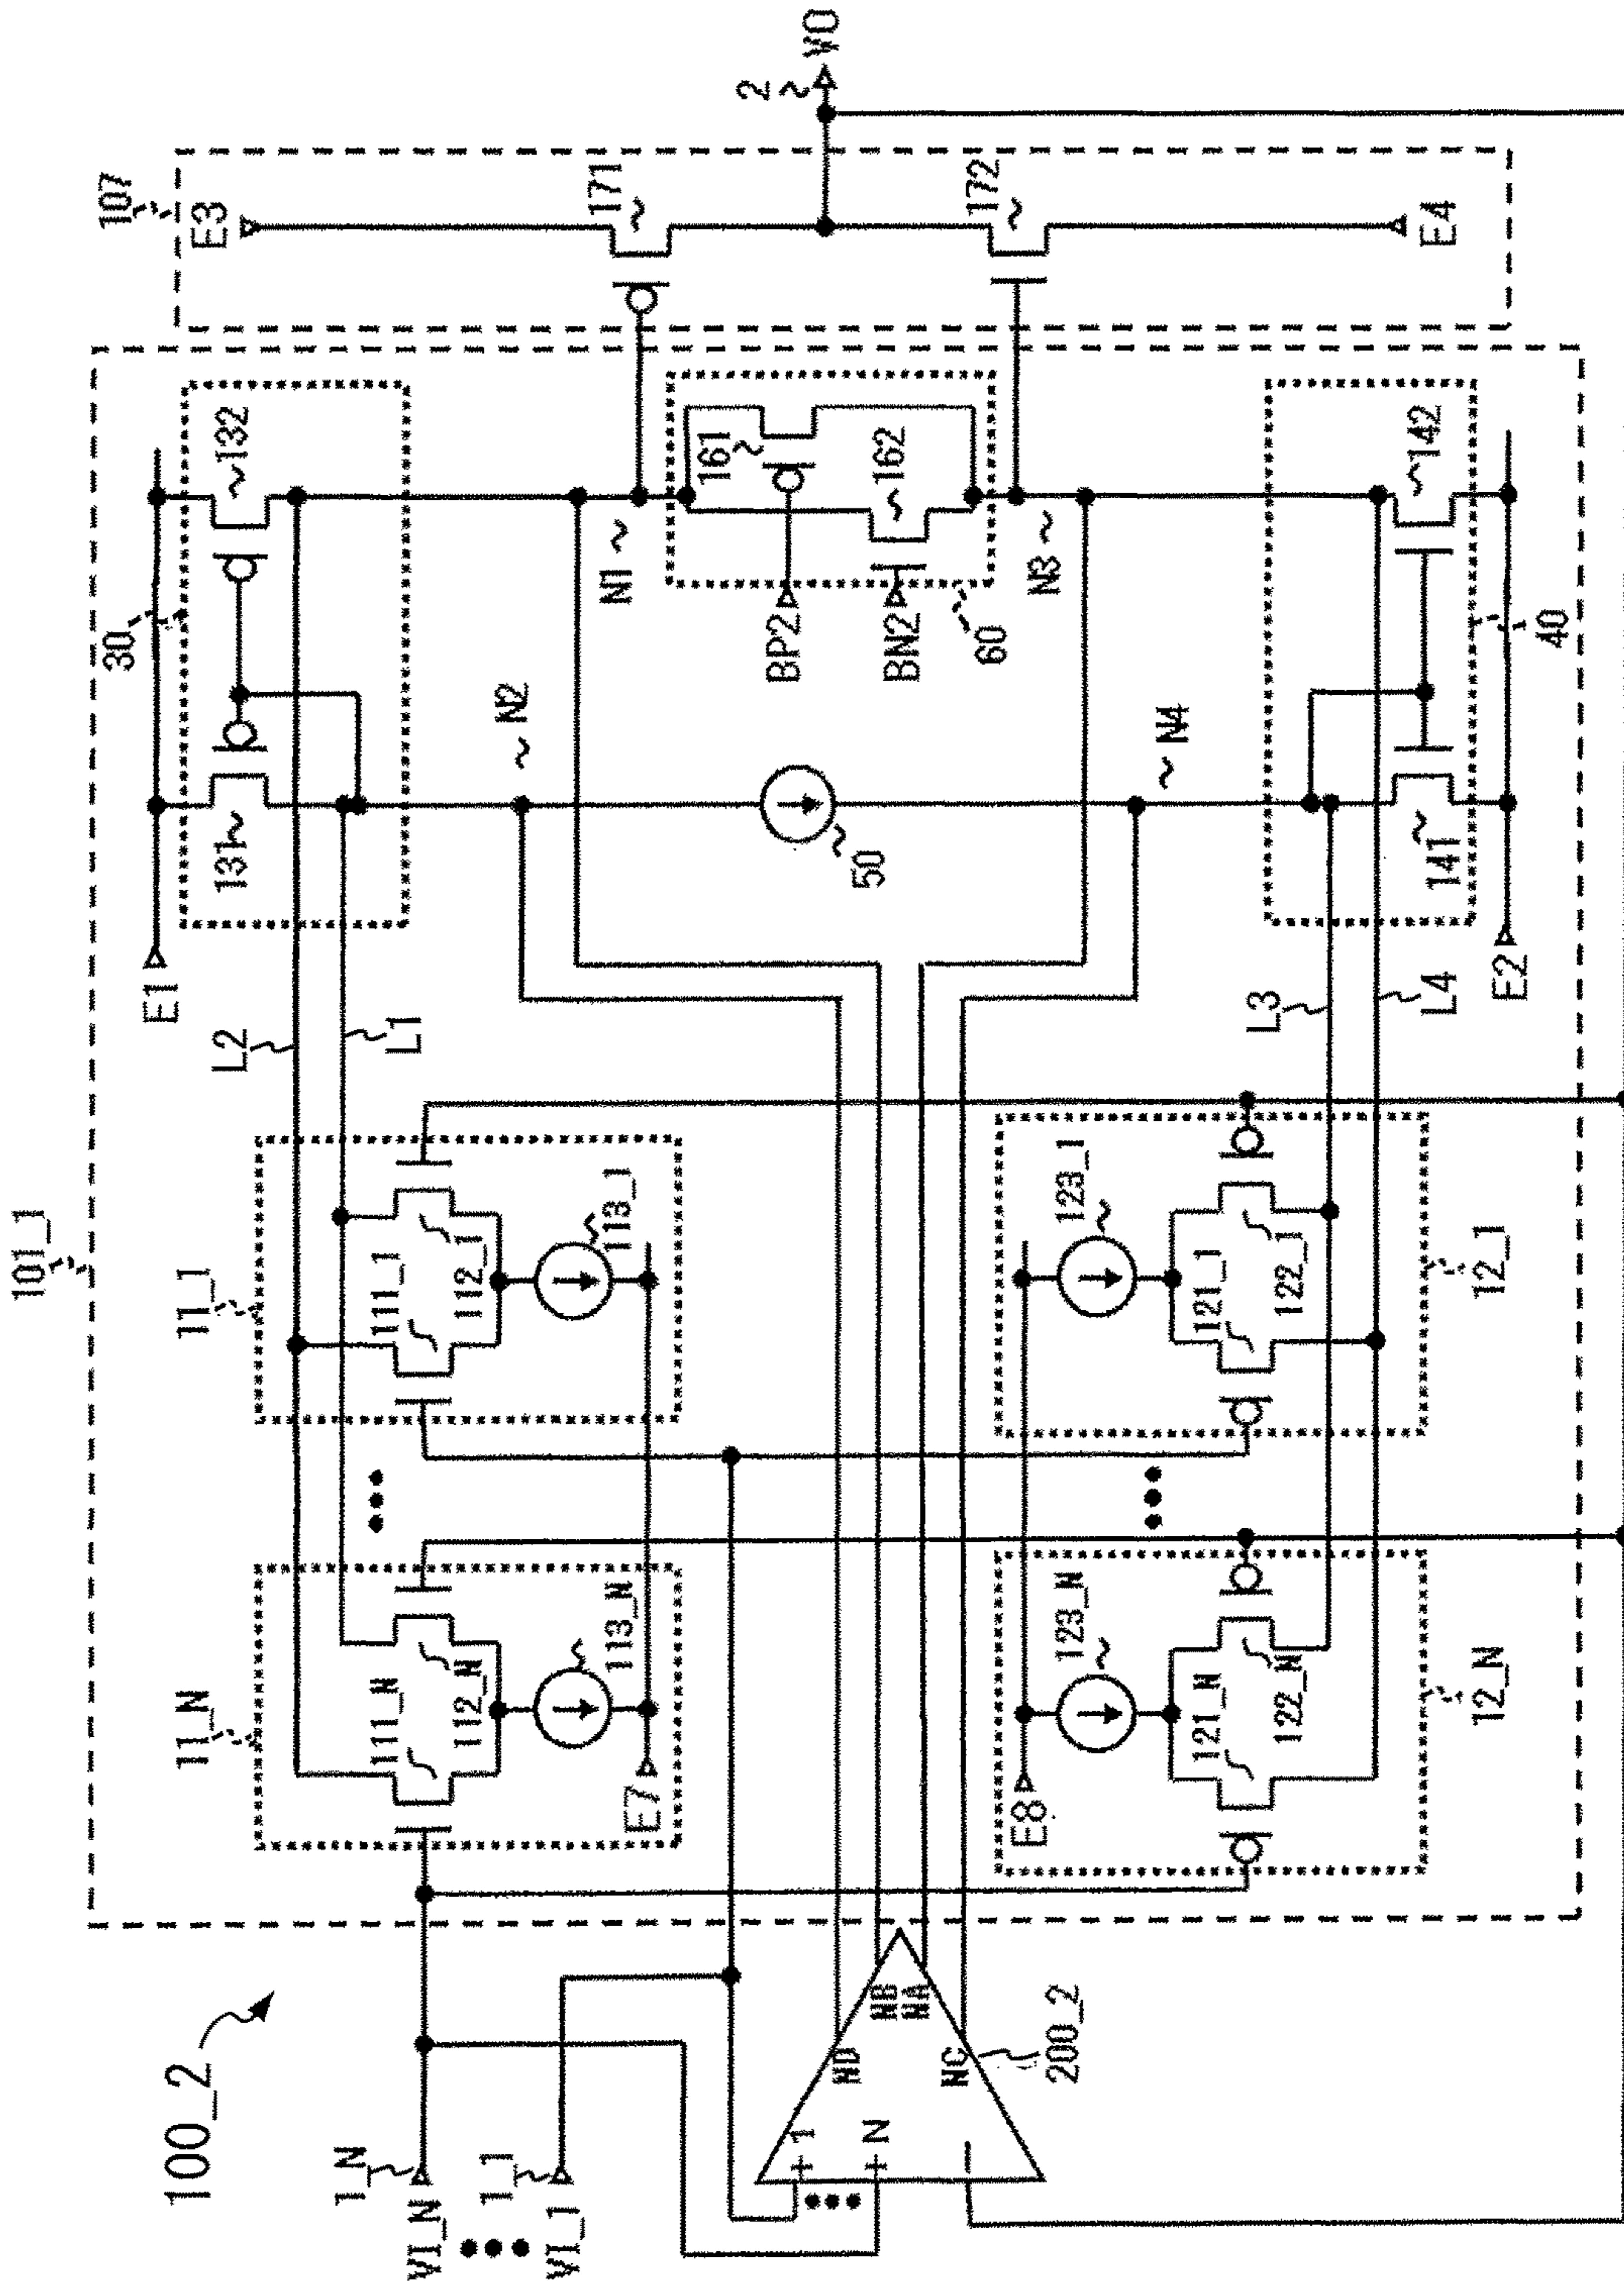 100_2
101_1
107
E3
171
2
VO
172
E4
E1
30
132
131
L2
L1
N1
N2
BP2
BN2
161
162
60
N3
N4
50
40
142
141
E2
L3
L4
11_N
111_N
112_N
113_N
E7
11_1
111_1
112_1
113_1
E8
123_N
121_N
122_N
12_N
123_1
121_1
122_1
12_1
1_N
VI_N
1_1
VI_1
+ 1
+ N
−
ND
NB
NA
NC
200_2